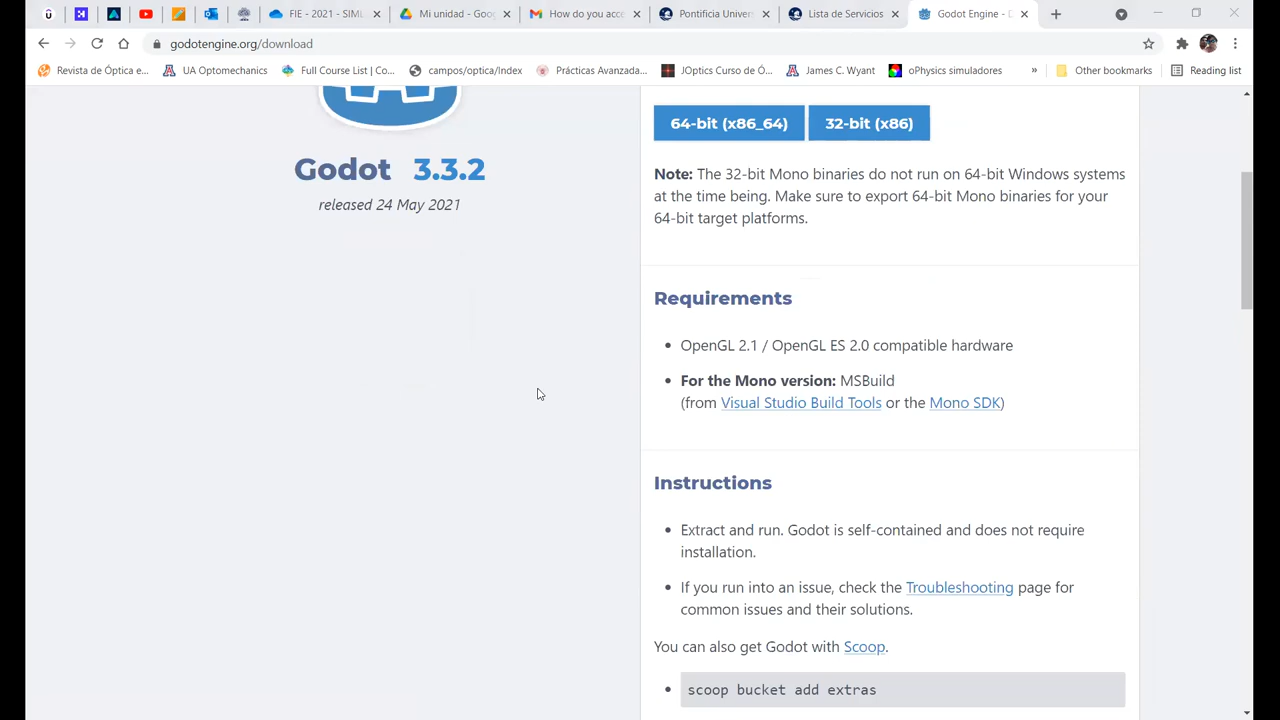 FIE - 2021 - SIMI
Mi unidad - Goog
How do you acce
Pontificia Univer
Lista de Servicios
Godot Engine - D
godotengine.org/download
Revista de Óptica e...
UA Optomechanics
Full Course List | Co...
campos/optica/Index
Prácticas Avanzada...
JOptics Curso de Ó...
James C. Wyant
oPhysics simuladores
»
Other bookmarks
Reading list
64-bit (x86_64)
32-bit (x86)
Godot 3.3.2
released 24 May 2021
Note: The 32-bit Mono binaries do not run on 64-bit Windows systems
at the time being. Make sure to export 64-bit Mono binaries for your
64-bit target platforms.
Requirements
• OpenGL 2.1 / OpenGL ES 2.0 compatible hardware
• For the Mono version: MSBuild
(from Visual Studio Build Tools or the Mono SDK)
Instructions
• Extract and run. Godot is self-contained and does not require
installation.
• If you run into an issue, check the Troubleshooting page for
common issues and their solutions.
You can also get Godot with Scoop.
• scoop bucket add extras